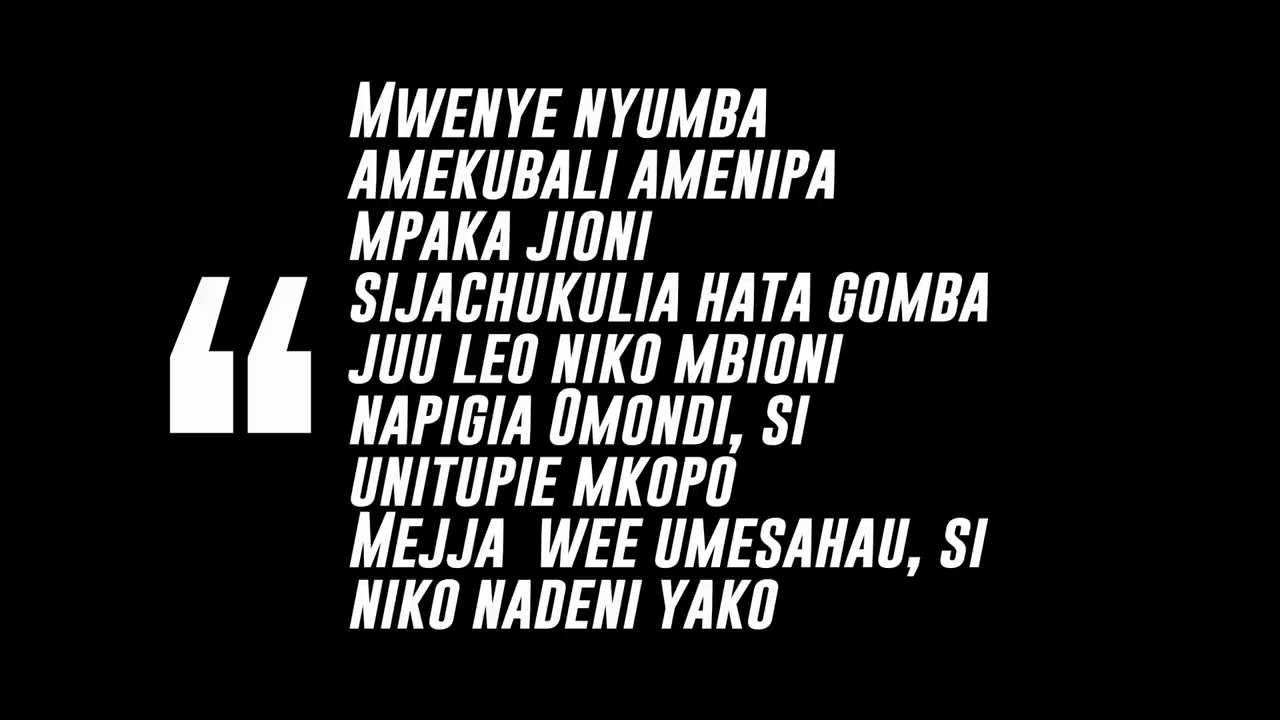 “
Mwenye nyumba
amekubali amenipa
mpaka jioni
sijachukulia hata gomba
juu leo niko mbioni
napigia Omondi, si
unitupie mkopo
Mejja  wee umesahau, si
niko nadeni yako